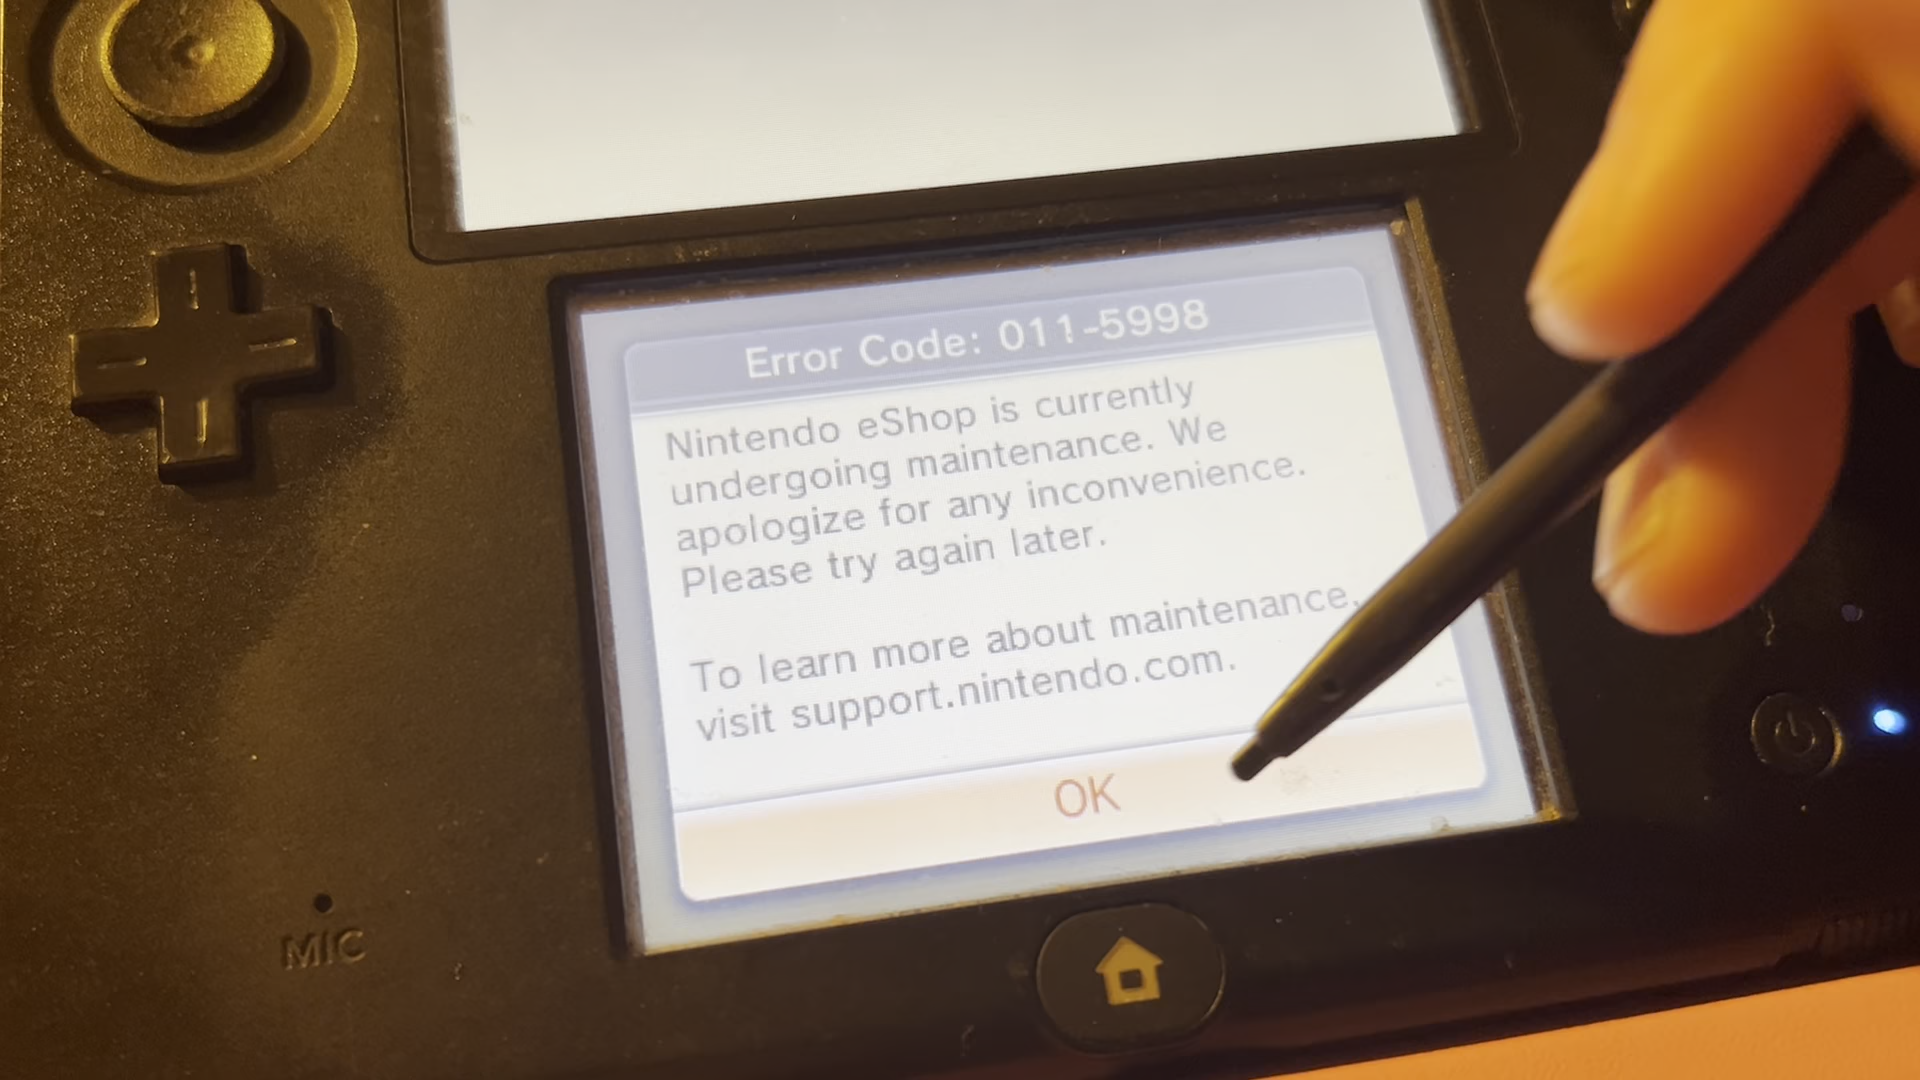 Error Code: 011-5998
Nintendo eShop is currently
undergoing maintenance. We
apologize for any inconvenience.
Please try again later.
To learn more about maintenance,
visit support.nintendo.com.
OK
MIC